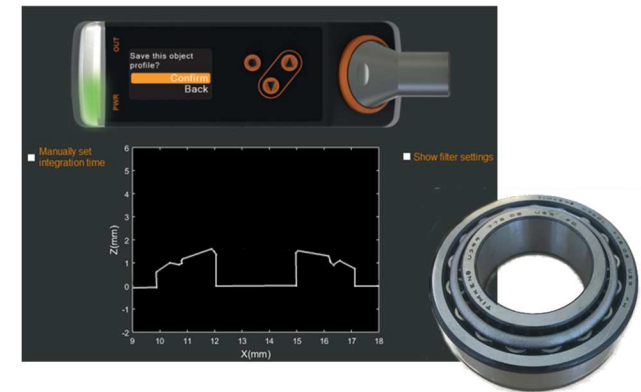 OUT
PWR
Save this object
profile?
Confirm
Back
Manually set
integration time
Show filter settings
6
5
4
3
2
1
0
-1
-2
Z(mm)
9 10 11 12 13 14 15 16 17 18
X(mm)
TIMKEN